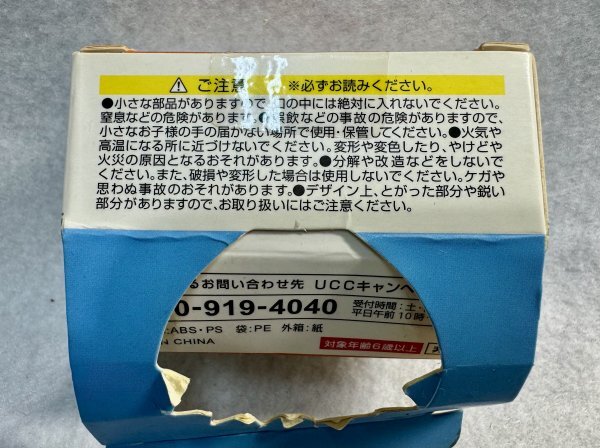 ご注意 ※必ずお読みください。
●小さな部品がありますので、口の中には絶対に入れないでください。
窒息などの危険があります。●誤飲などの事故の危険がありますので、
小さなお子様の手の届かない場所で使用・保管してください。●火気や
高温になる所に近づけないでください。変形や変色したり、やけどや
火災の原因となるおそれがあります。●分解や改造などをしないで
ください。また、破損や変形した場合は使用しないでください。ケガや
思わぬ事故のおそれがあります。●デザイン上、とがった部分や鋭い
部分がありますので、お取り扱いにはご注意ください。
るお問い合わせ先 UCCキャンペ
0-919-4040 受付時間:土・
平日午前10時
ABS・PS 袋:PE 外箱:紙
N CHINA 対象年齢6歳以上